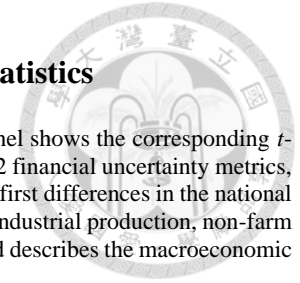 atistics
nel shows the corresponding t-
2 financial uncertainty metrics,
first differences in the national
industrial production, non-farm
d describes the macroeconomic